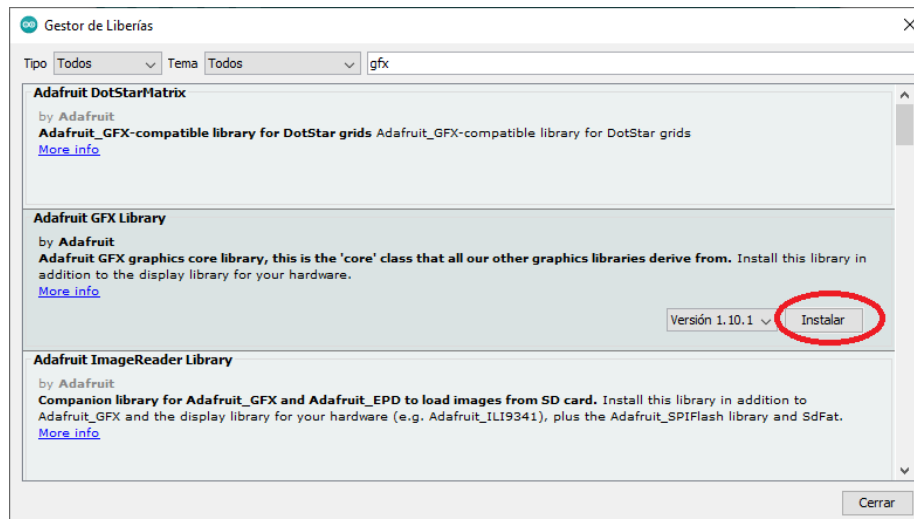 Gestor de Liberías
Tipo Todos Tema Todos gfx
Adafruit DotStarMatrix
by Adafruit
Adafruit_GFX-compatible library for DotStar grids Adafruit_GFX-compatible library for DotStar grids
More info
Adafruit GFX Library
by Adafruit
Adafruit GFX graphics core library, this is the 'core' class that all our other graphics libraries derive from. Install this library in
addition to the display library for your hardware.
More info
Versión 1.10.1 Instalar
Adafruit ImageReader Library
by Adafruit
Companion library for Adafruit_GFX and Adafruit_EPD to load images from SD card. Install this library in addition to
Adafruit_GFX and the display library for your hardware (e.g. Adafruit_ILI9341), plus the Adafruit_SPIFlash library and SdFat.
More info
Cerrar